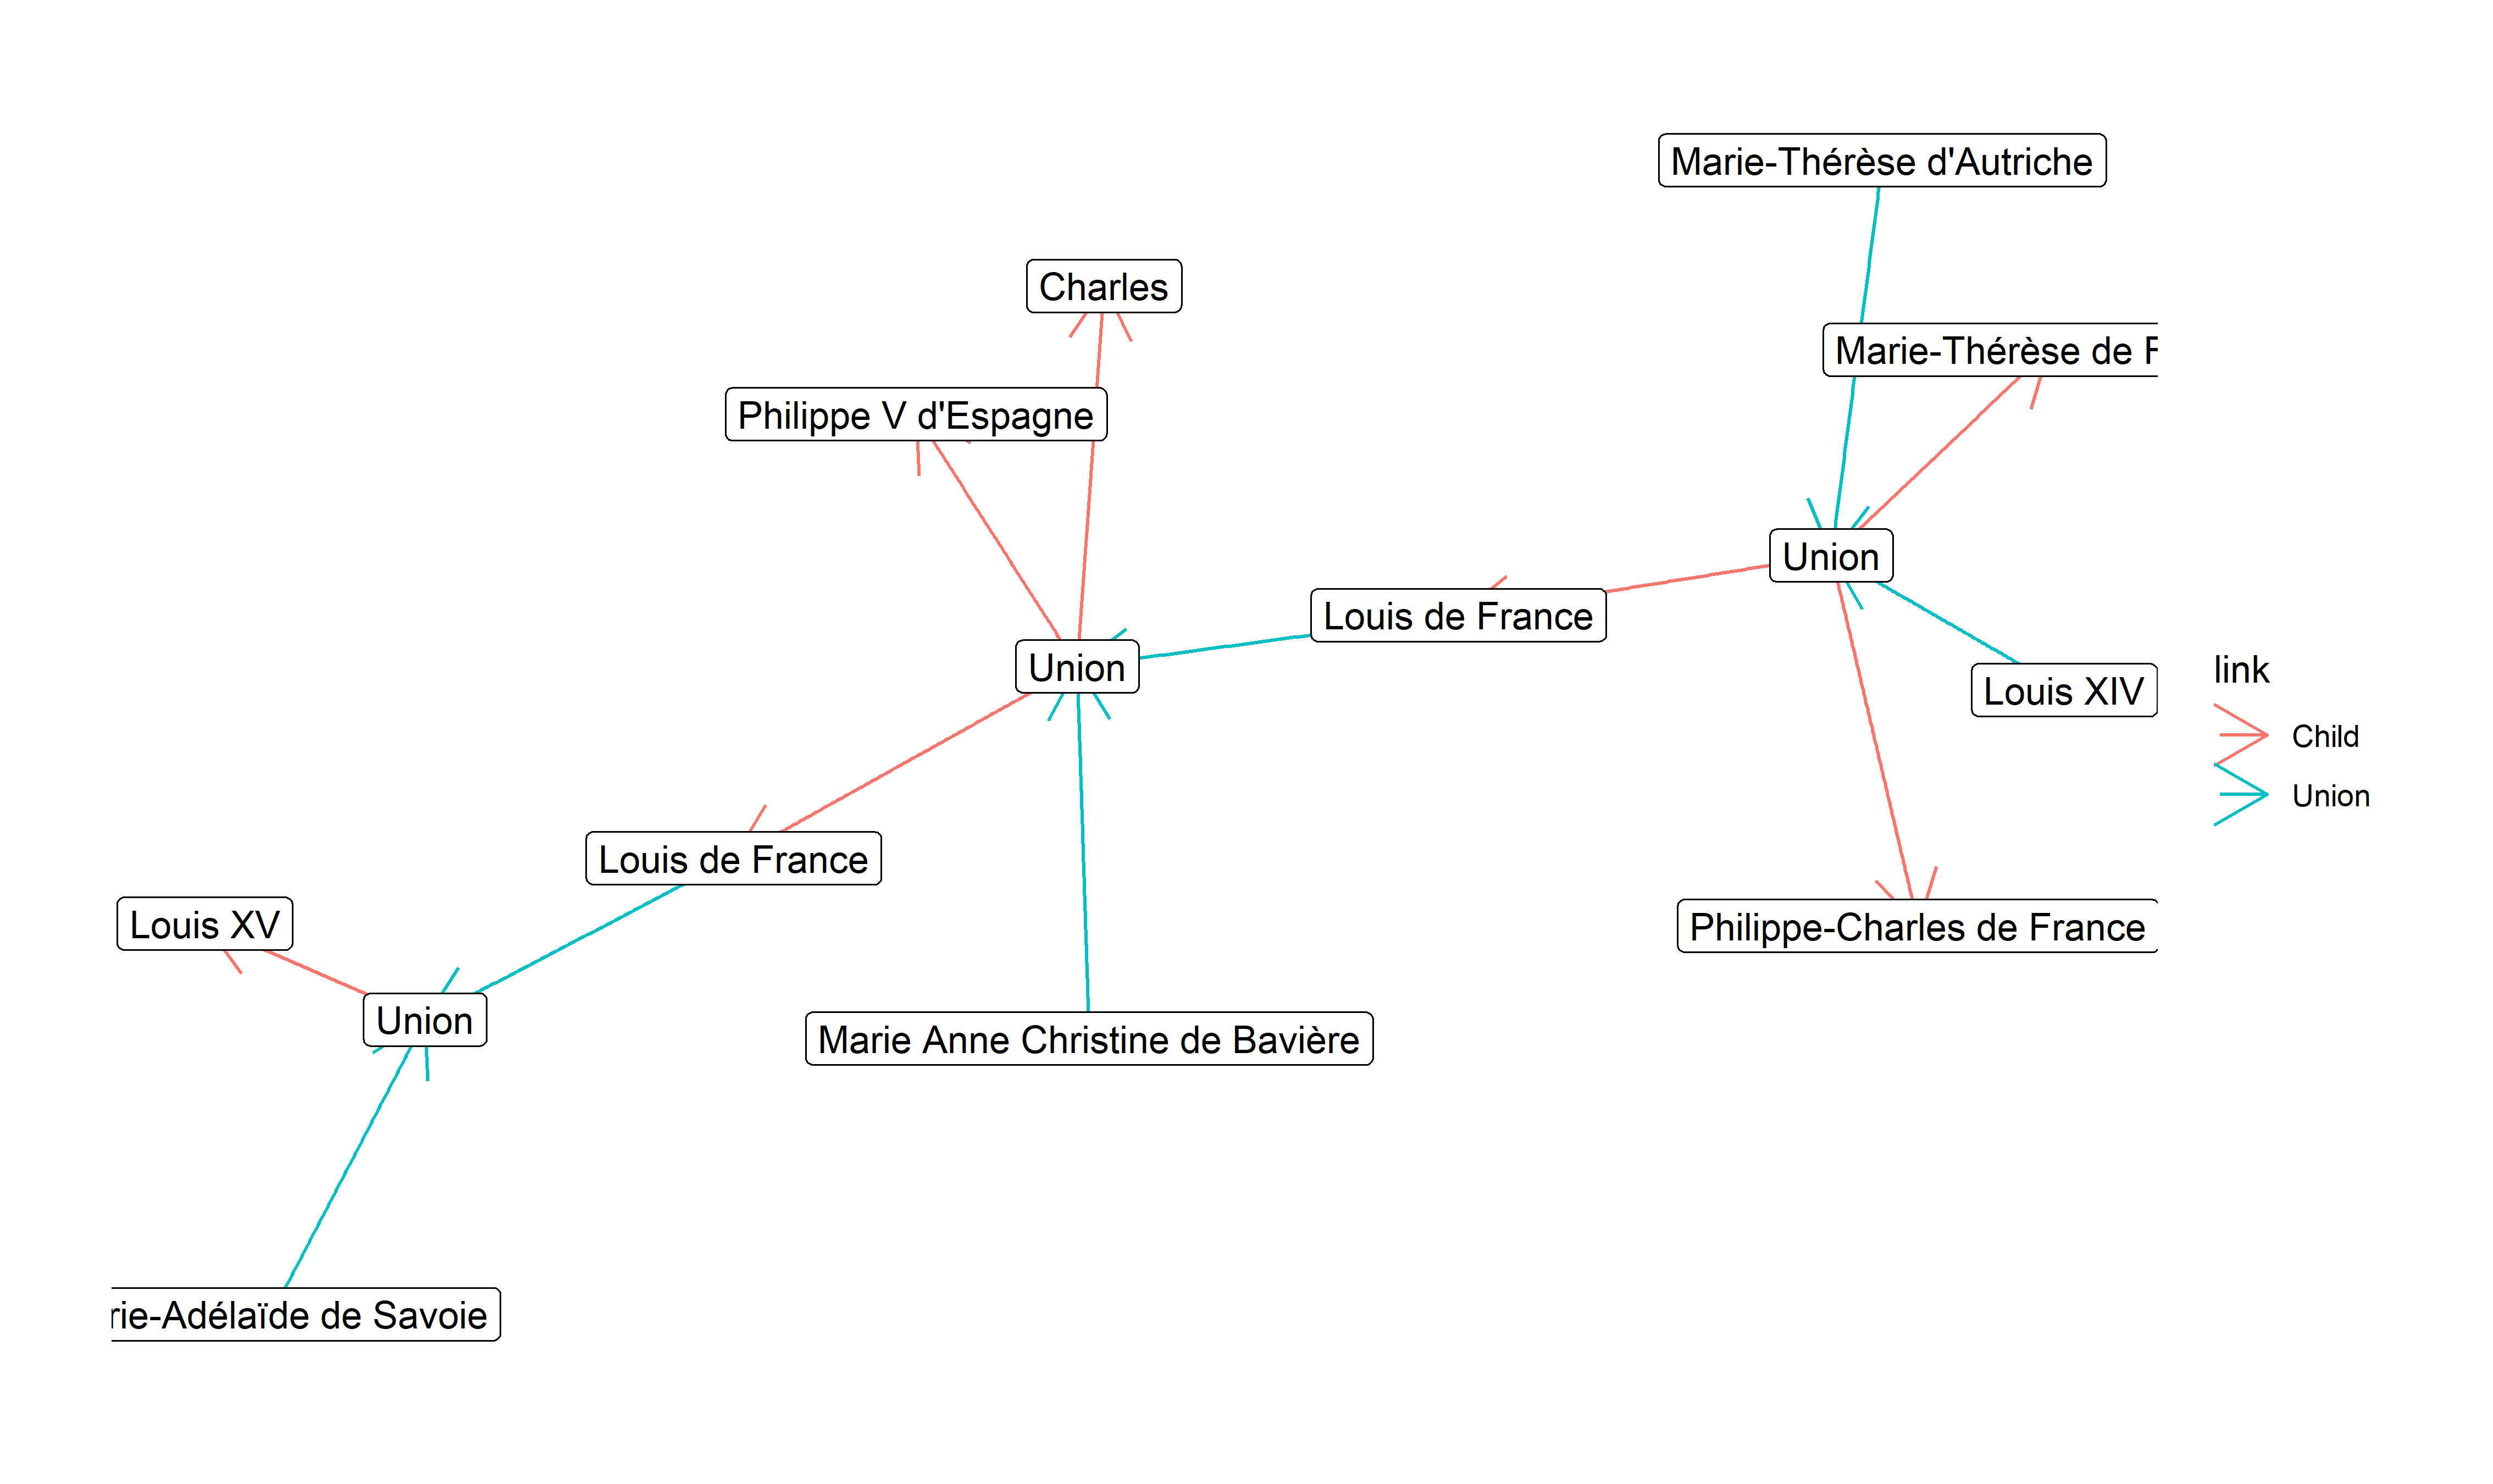 Marie-Thérèse d'Autriche
Charles
Marie-Thérèse de F
Philippe V d'Espagne
Union
Louis de France
Union
link
Louis XIV
Child
Union
Louis de France
Louis XV
Philippe-Charles de France
Union
Marie Anne Christine de Bavière
rie-Adélaïde de Savoie